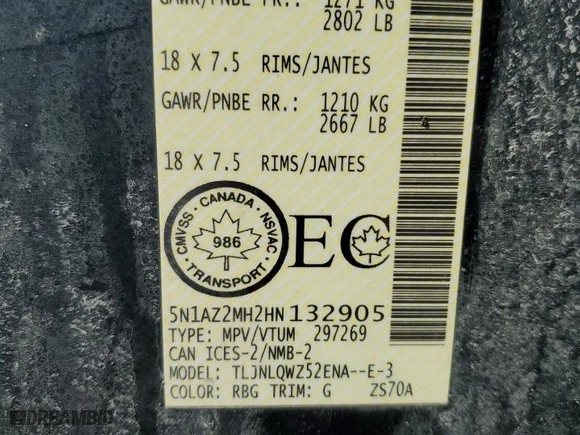 GAWR/PNBE FR.: 1271 KG
2802 LB
18 X 7.5 RIMS/JANTES
GAWR/PNBE RR.: 1210 KG
2667 LB
4
18 X 7.5 RIMS/JANTES
CMVSS · CANADA · NSVAC
986
TRANSPORT
EC
5N1AZ2MH2HN132905
TYPE: MPV/VTUM 297269
CAN ICES-2/NMB-2
MODEL: TLJNLQWZ52ENA--E-3
COLOR: RBG TRIM: G ZS70A
DREAMBID